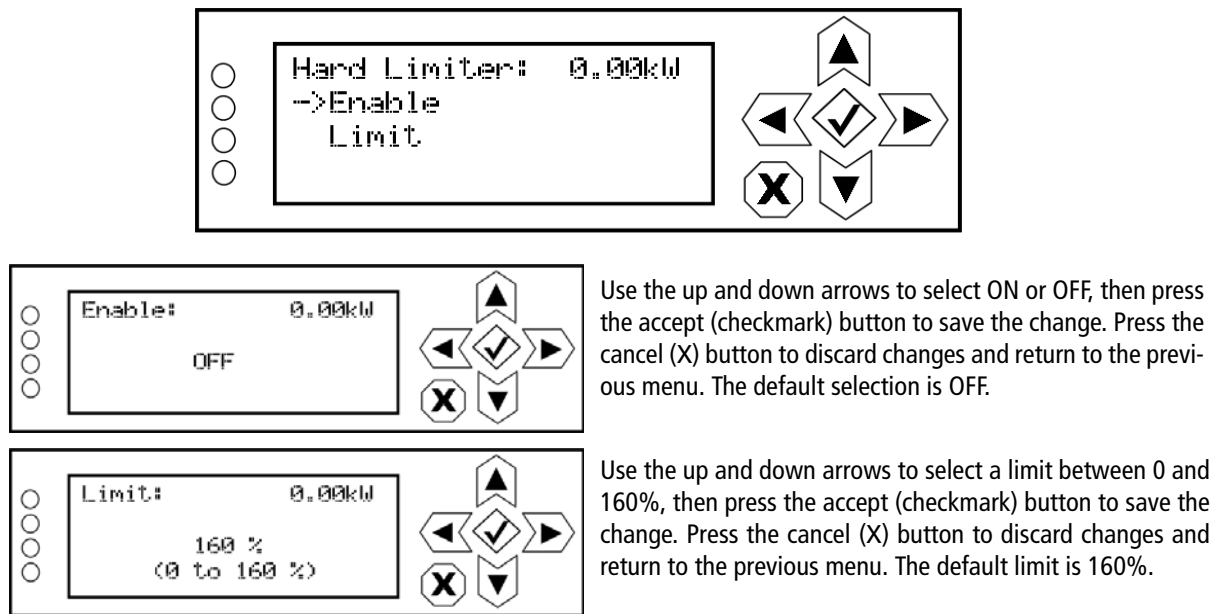 Hard Limiter: 0.00kW
->Enable
Limit
X
Enable: 0.00kW
OFF
X
Use the up and down arrows to select ON or OFF, then press
the accept (checkmark) button to save the change. Press the
cancel (X) button to discard changes and return to the previ-
ous menu. The default selection is OFF.
Limit: 0.00kW
160 %
(0 to 160 %)
X
Use the up and down arrows to select a limit between 0 and
160%, then press the accept (checkmark) button to save the
change. Press the cancel (X) button to discard changes and
return to the previous menu. The default limit is 160%.